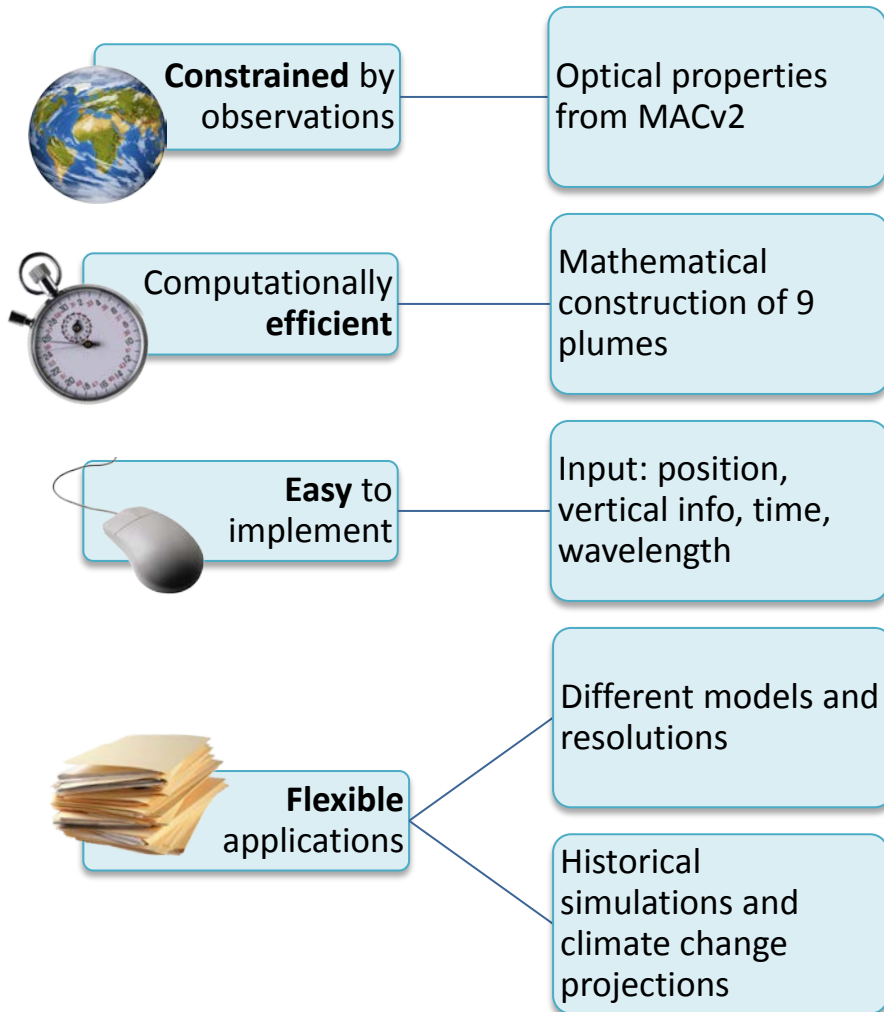 Constrained by
observations
Optical properties
from MACv2
Computationally
efficient
Mathematical
construction of 9
plumes
Easy to
implement
Input: position,
vertical info, time,
wavelength
Flexible
applications
Different models and
resolutions
Historical
simulations and
climate change
projections